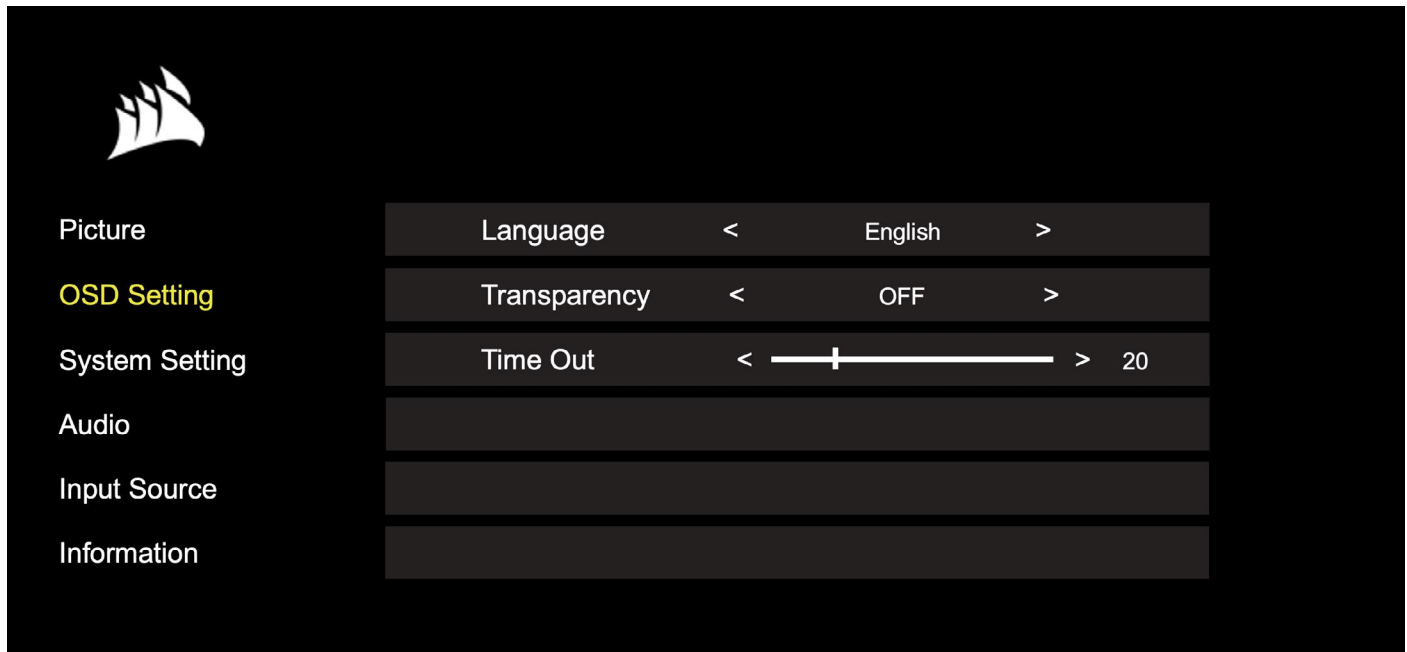 Picture Language < English >
OSD Setting Transparency < OFF >
System Setting Time Out < > 20
Audio
Input Source
Information